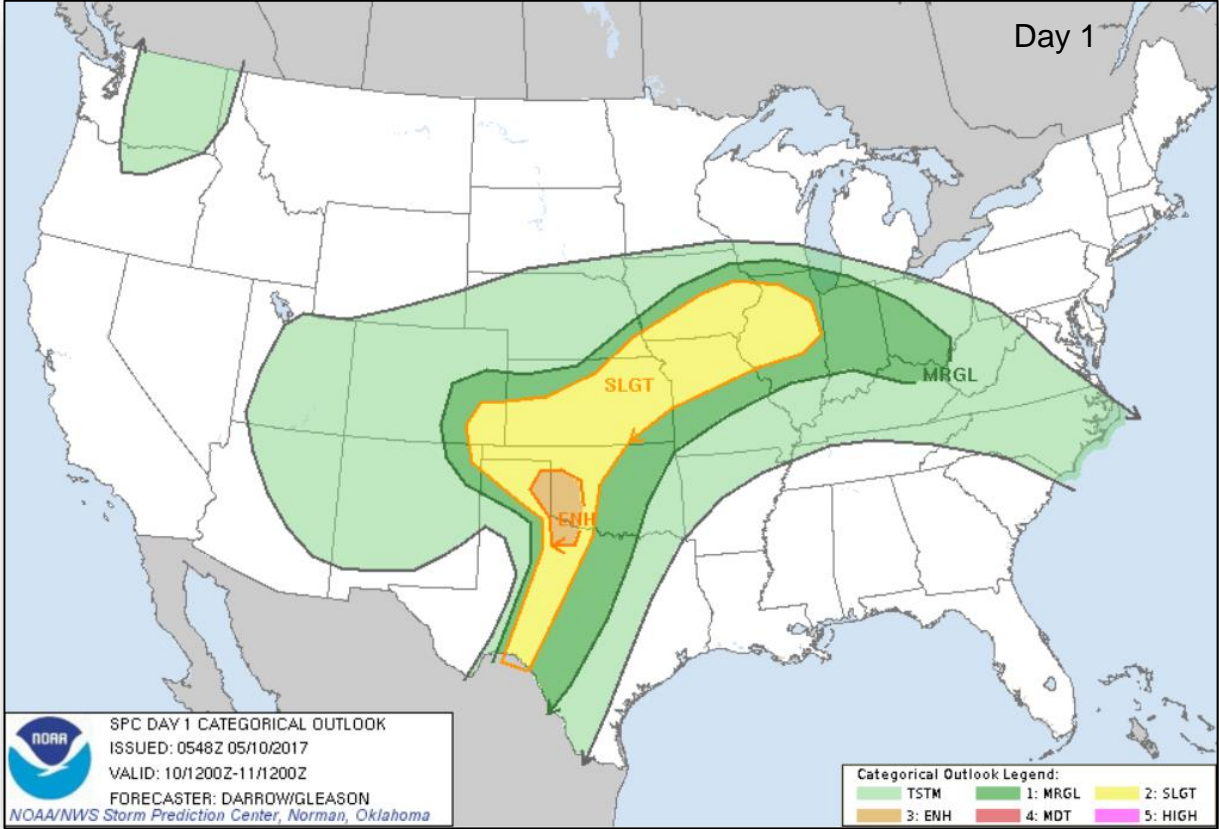 Day 1
SLGT
MRGL
ENH
NOAA
SPC DAY 1 CATEGORICAL OUTLOOK
ISSUED: 0548Z 05/10/2017
VALID: 10/1200Z-11/1200Z
FORECASTER: DARROW/GLEASON
NOAA/NWS Storm Prediction Center, Norman, Oklahoma
Categorical Outlook Legend:
TSTM 1: MRGL 2: SLGT
3: ENH 4: MDT 5: HIGH